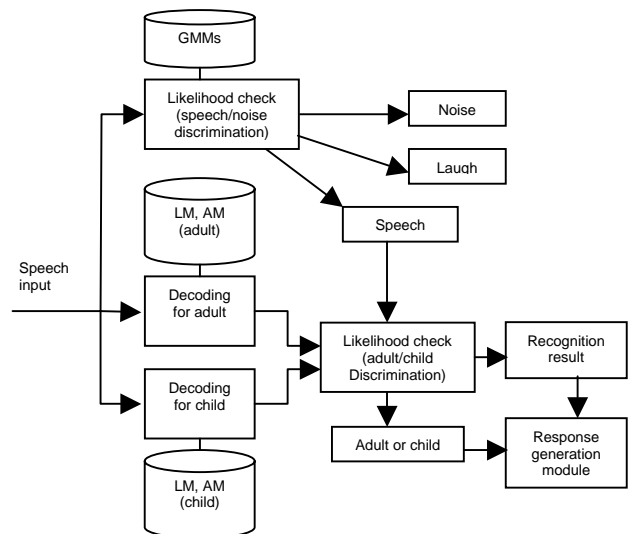 GMMs
Likelihood check
(speech/noise
discrimination)
Noise
Laugh
LM, AM
(adult)
Speech
Speech
input
Decoding
for adult
Likelihood check
(adult/child
Discrimination)
Recognition
result
Decoding
for child
Adult or child
Response
generation
module
LM, AM
(child)